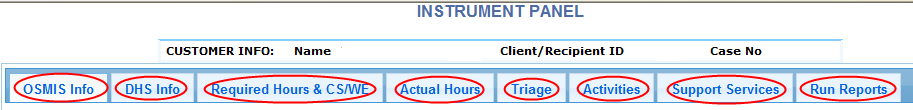 INSTRUMENT PANEL
CUSTOMER INFO: Name Client/Recipient ID Case No
OSMIS Info DHS Info Required Hours & CS/WE Actual Hours Triage Activities Support Services Run Reports